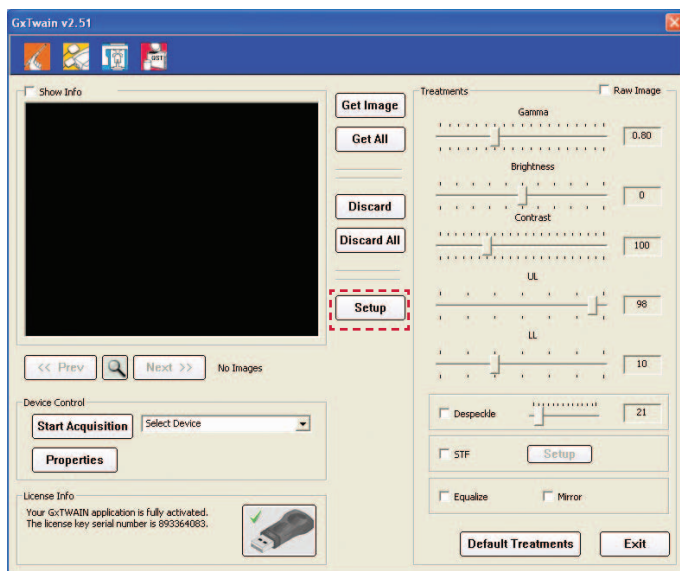 GxTwain v2.51
GST
Show Info
Get Image
Get All
Discard
Discard All
Setup
<< Prev
Next >>
No Images
Device Control
Start Acquisition
Select Device
Properties
License Info
Your GxTWAIN application is fully activated.
The license key serial number is 893364083.
Treatments
Raw Image
Gamma
0.80
Brightness
0
Contrast
100
UL
98
LL
10
Despeckle
21
STF
Setup
Equalize
Mirror
Default Treatments
Exit